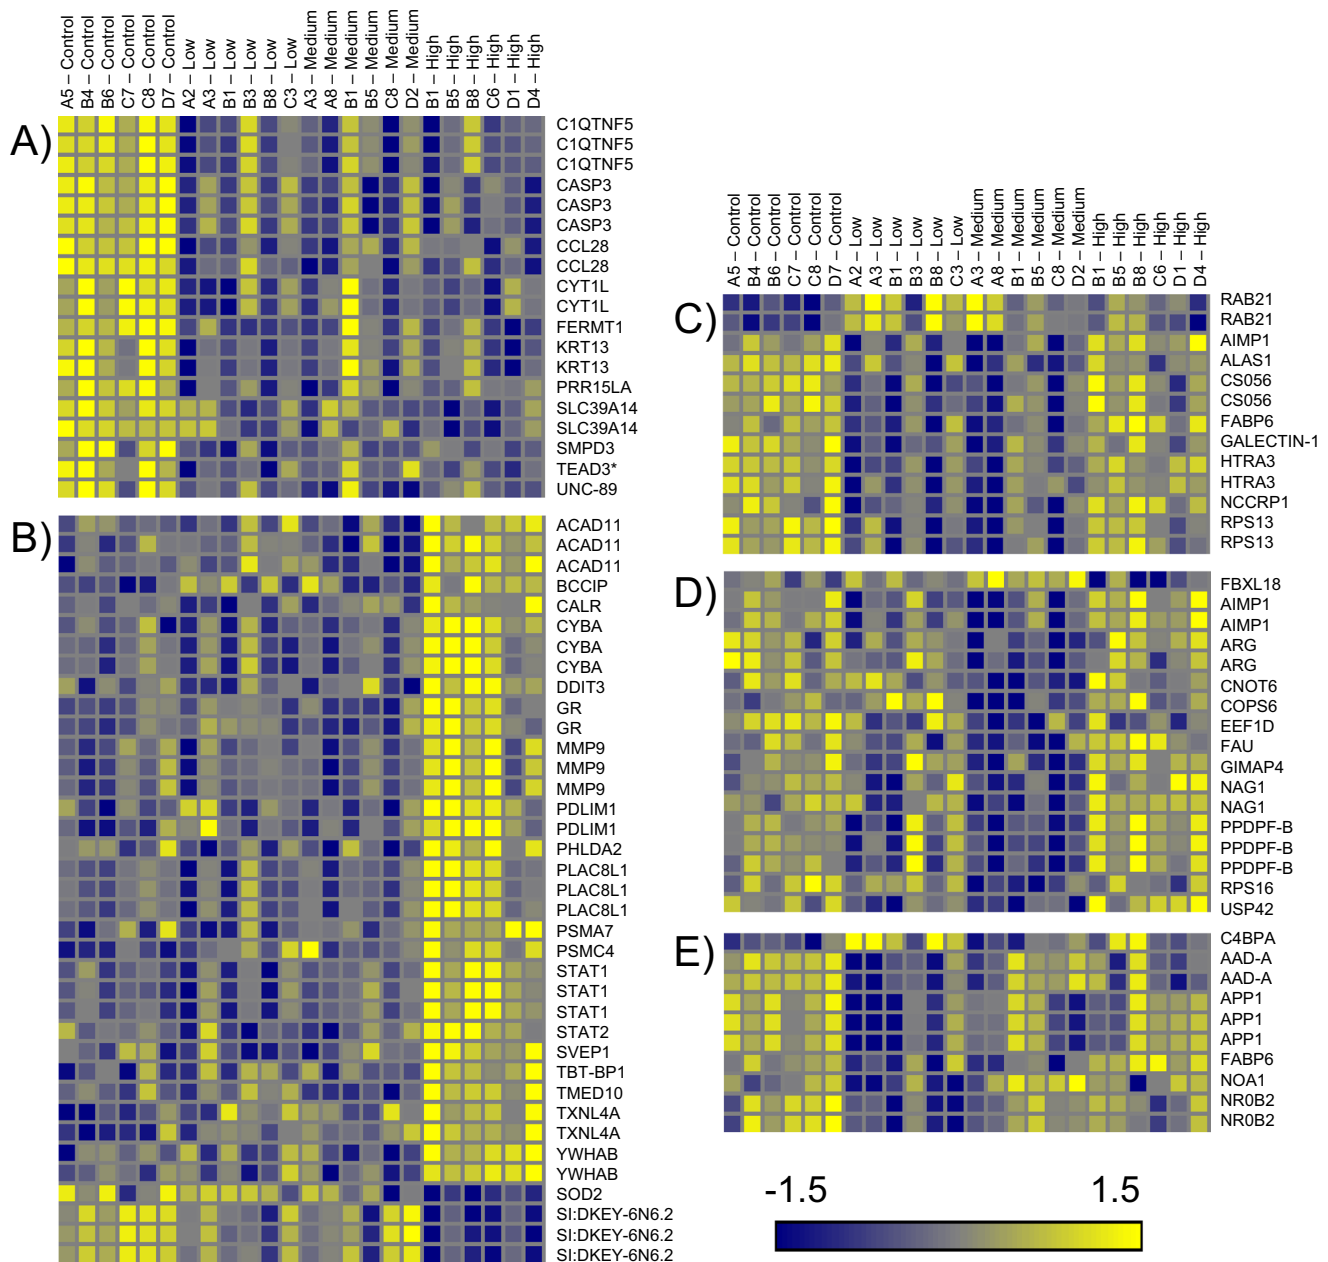 A5 – Control
B4 – Control
B6 – Control
C7 – Control
C8 – Control
D7 – Control
A2 – Low
A3 – Low
B1 – Low
B3 – Low
B8 – Low
C3 – Low
A3 – Medium
A8 – Medium
B1 – Medium
B5 – Medium
C8 – Medium
D2 – Medium
B1 – High
B5 – High
B8 – High
C6 – High
D1 – High
D4 – High
A)
C1QTNF5
C1QTNF5
C1QTNF5
CASP3
CASP3
CASP3
CCL28
CCL28
CYT1L
CYT1L
FERMT1
KRT13
KRT13
PRR15LA
SLC39A14
SLC39A14
SMPD3
TEAD3*
UNC-89
B)
ACAD11
ACAD11
ACAD11
BCCIP
CALR
CYBA
CYBA
CYBA
DDIT3
GR
GR
MMP9
MMP9
MMP9
PDLIM1
PDLIM1
PHLDA2
PLAC8L1
PLAC8L1
PLAC8L1
PSMA7
PSMC4
STAT1
STAT1
STAT1
STAT2
SVEP1
TBT-BP1
TMED10
TXNL4A
TXNL4A
YWHAB
YWHAB
SOD2
SI:DKEY-6N6.2
SI:DKEY-6N6.2
SI:DKEY-6N6.2
A5 – Control
B4 – Control
B6 – Control
C7 – Control
C8 – Control
D7 – Control
A2 – Low
A3 – Low
B1 – Low
B3 – Low
B8 – Low
C3 – Low
A3 – Medium
A8 – Medium
B1 – Medium
B5 – Medium
C8 – Medium
D2 – Medium
B1 – High
B5 – High
B8 – High
C6 – High
D1 – High
D4 – High
C)
RAB21
RAB21
AIMP1
ALAS1
CS056
CS056
FABP6
GALECTIN-1
HTRA3
HTRA3
NCCRP1
RPS13
RPS13
D)
FBXL18
AIMP1
AIMP1
ARG
ARG
CNOT6
COPS6
EEF1D
FAU
GIMAP4
NAG1
NAG1
PPDPF-B
PPDPF-B
PPDPF-B
RPS16
USP42
E)
C4BPA
AAD-A
AAD-A
APP1
APP1
APP1
FABP6
NOA1
NR0B2
NR0B2
-1.5 1.5